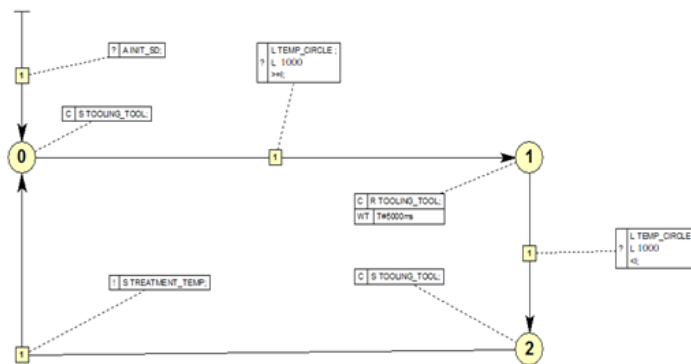 ? A INIT_SD;
1
C S TOOLING_TOOL;
L TEMP_CIRCLE ;
? L 1000
>=I;
0
1
1
C R TOOLING_TOOL;
WT T#5000ms
1
L TEMP_CIRCLE
? L 1000
<I;
! S TREATMENT_TEMP;
C S TOOLING_TOOL;
1
2